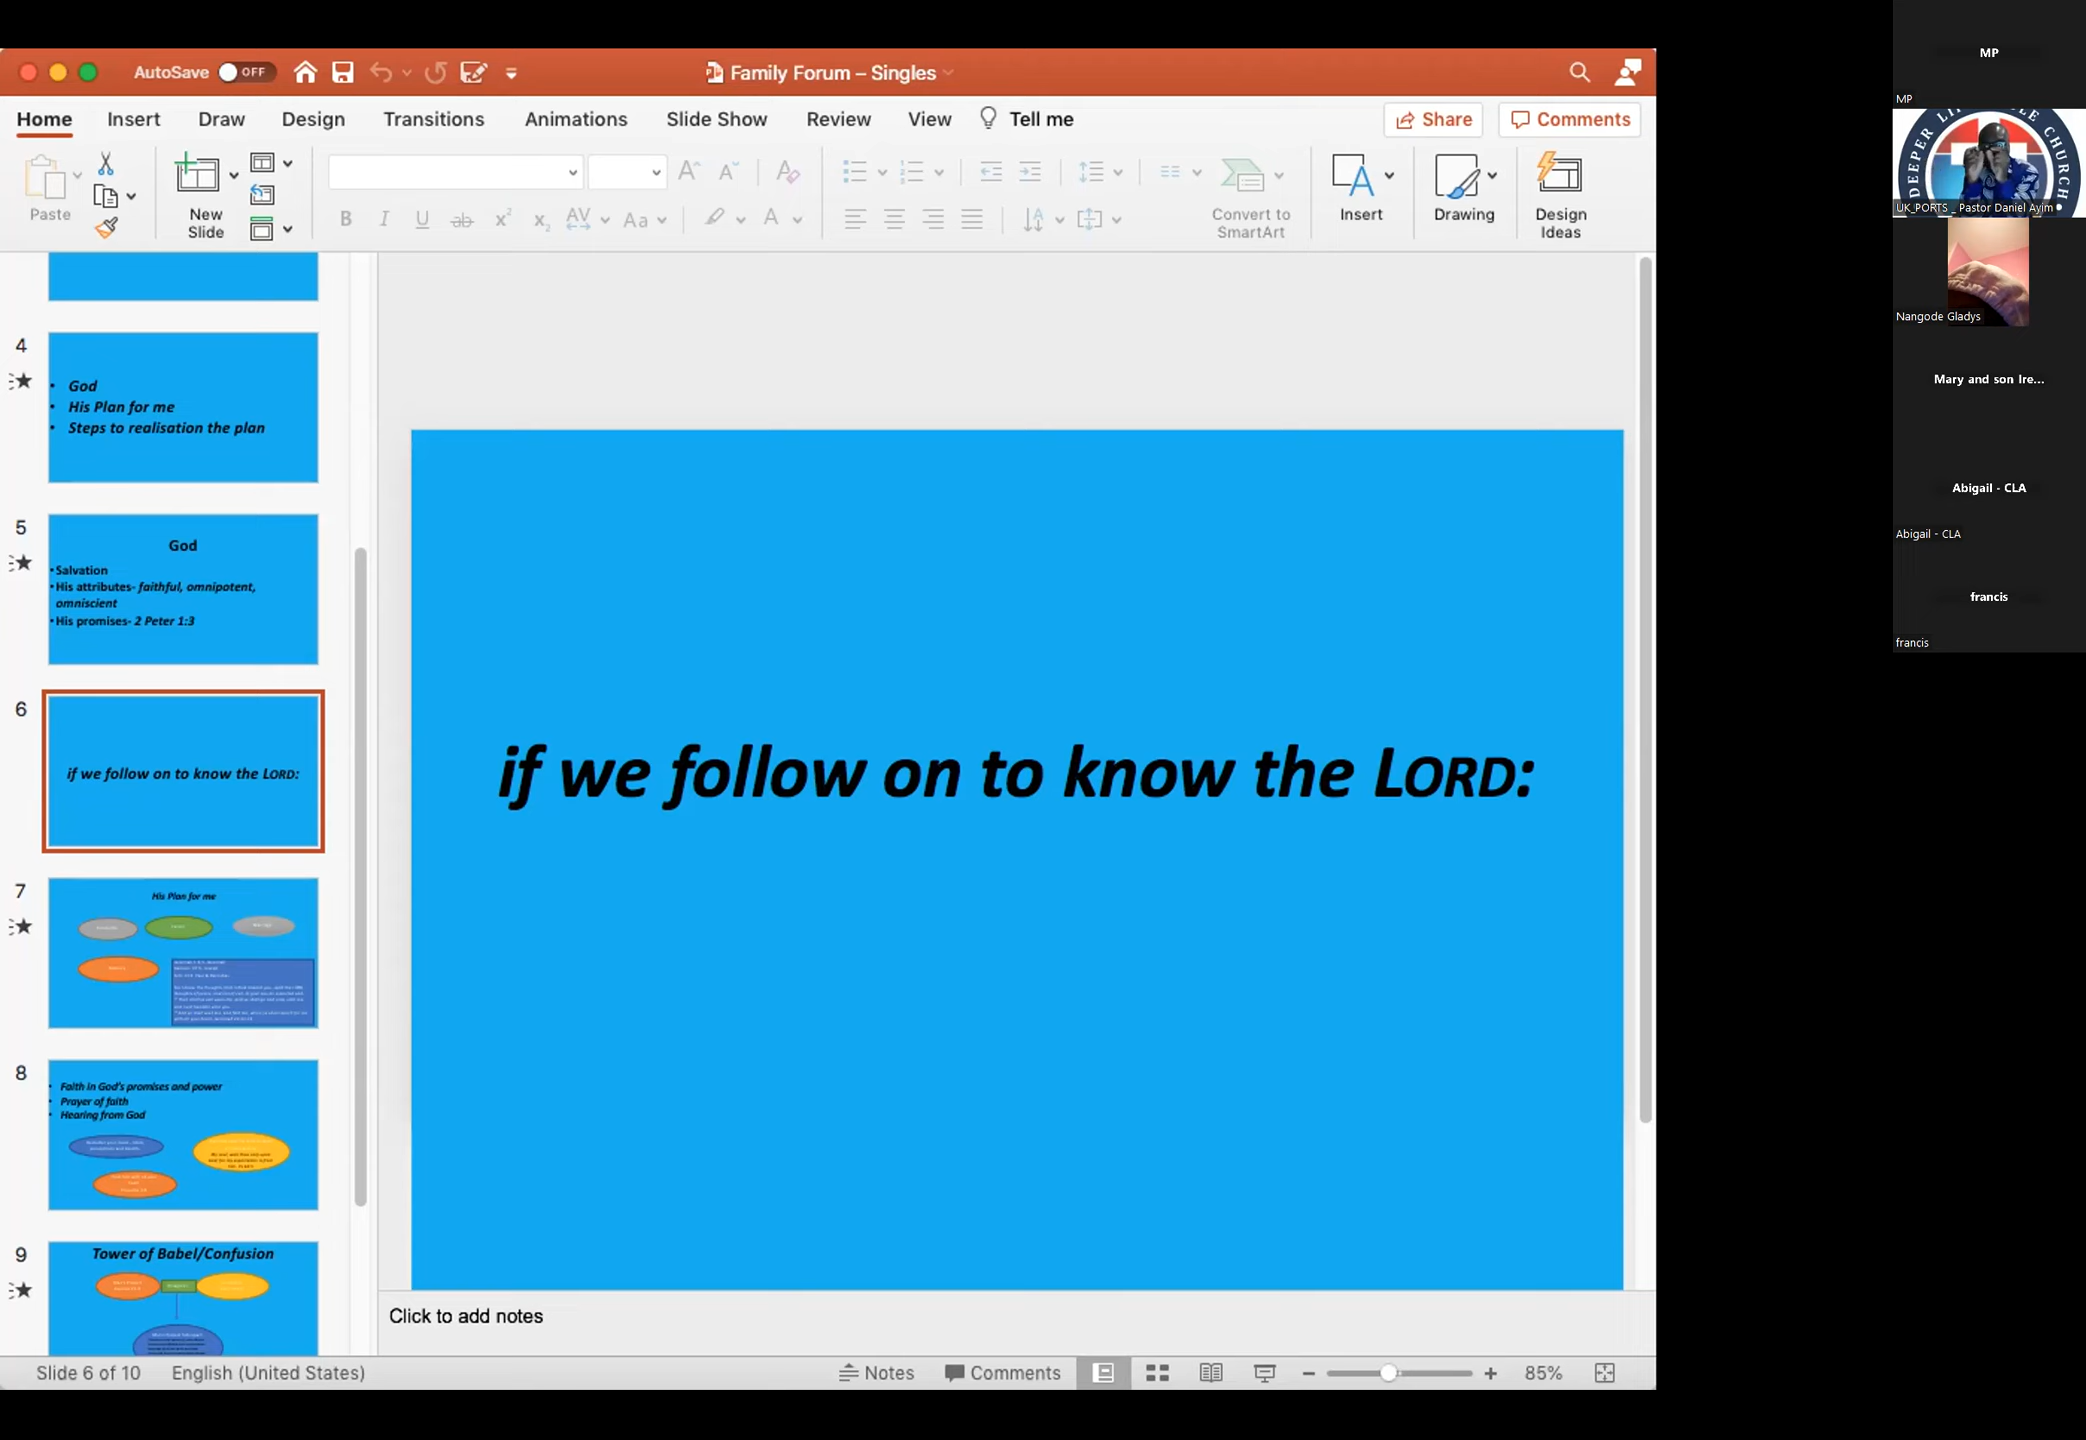 AutoSave OFF
Family Forum – Singles
Home Insert Draw Design Transitions Animations Slide Show Review View Tell me
Share Comments
Paste
New
Slide
Convert to
SmartArt
Insert
Drawing
Design
Ideas
4
• God
• His Plan for me
• Steps to realisation the plan
5
God
• Salvation
• His attributes- faithful, omnipotent,
omniscient
• His promises- 2 Peter 1:3
6
if we follow on to know the LORD:
7
His Plan for me
8
• Faith in God's promises and power
• Prayer of faith
• Hearing from God
9
Tower of Babel/Confusion
if we follow on to know the LORD:
Click to add notes
Slide 6 of 10 English (United States)
Notes Comments 85%
MP
MP
UK_PORTS _ Pastor Daniel Ayim
Nangode Gladys
Mary and son Ire...
Abigail - CLA
Abigail - CLA
francis
francis